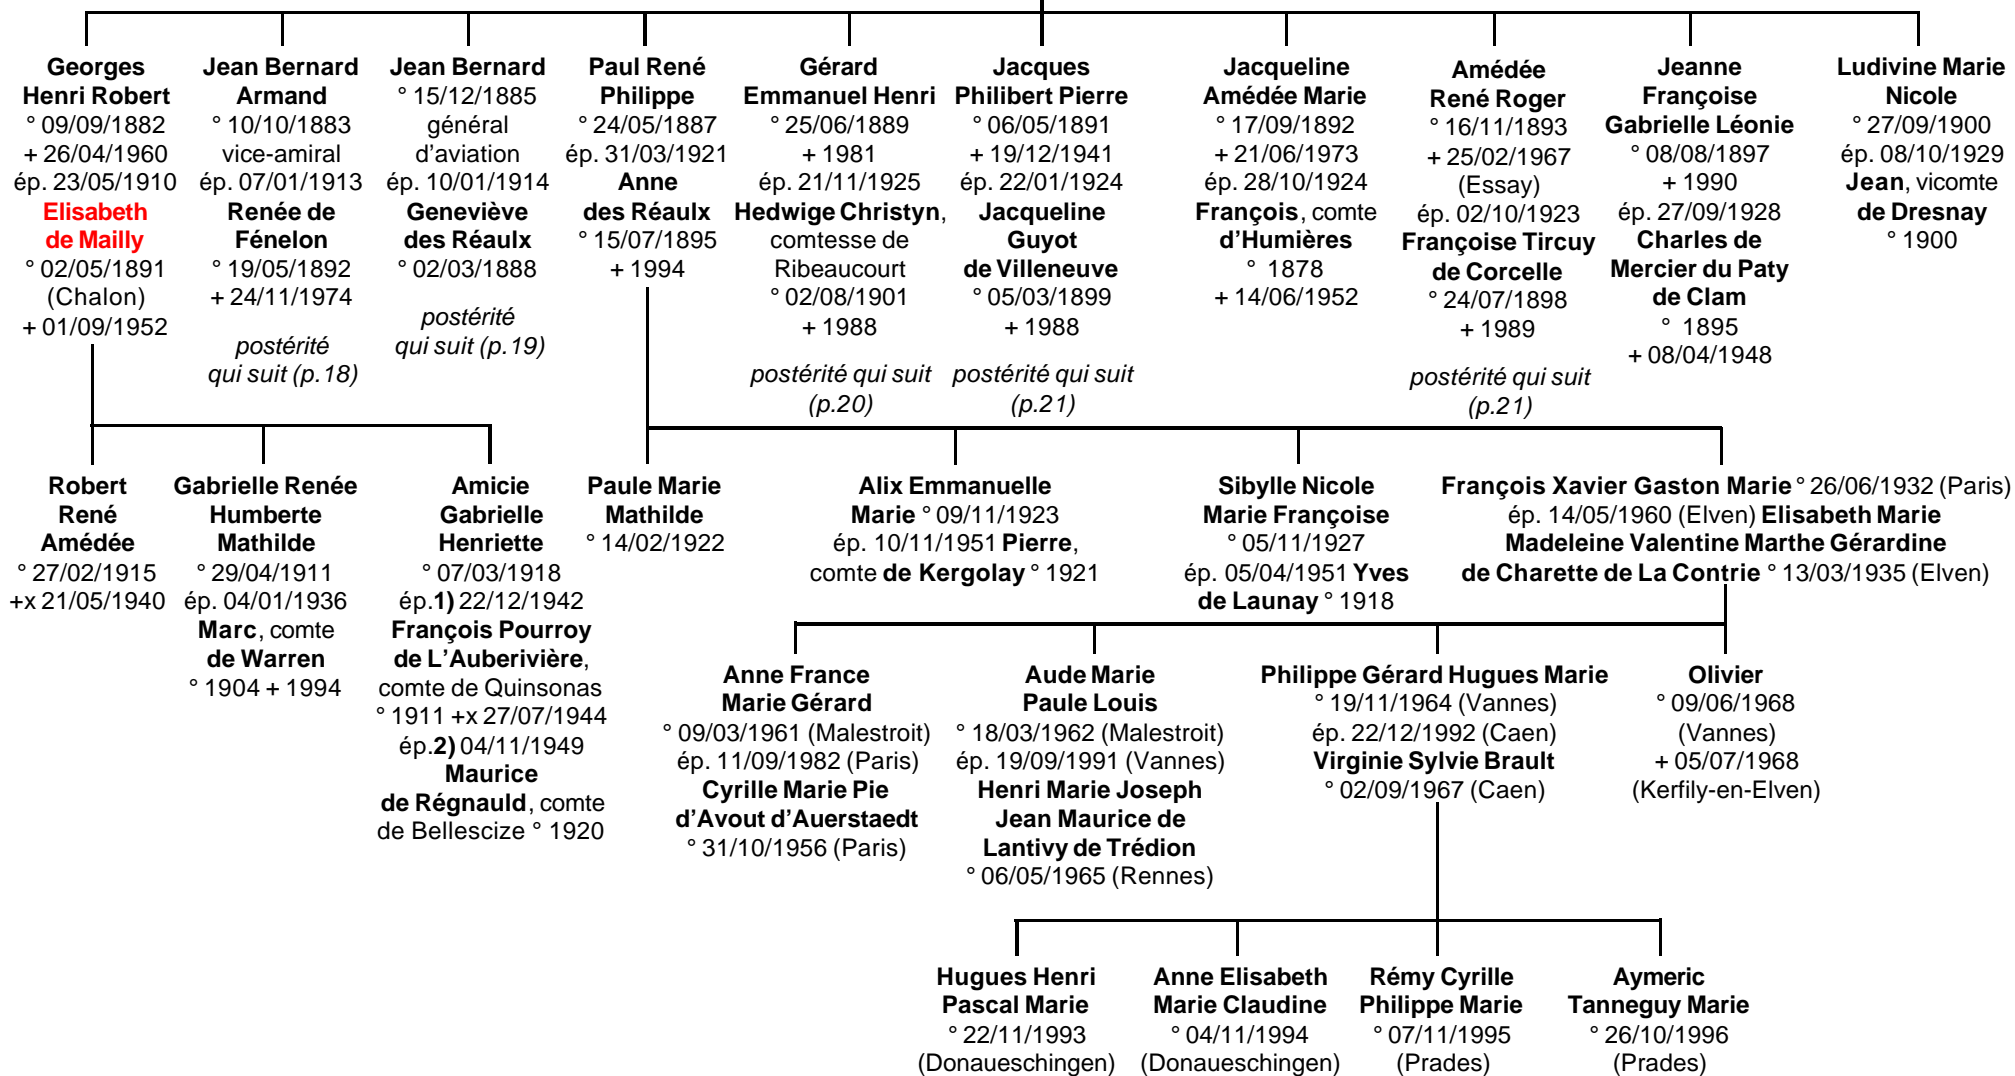 Georges
Henri Robert
° 09/09/1882
+ 26/04/1960
ép. 23/05/1910
Elisabeth
de Mailly
° 02/05/1891
(Chalon)
+ 01/09/1952
Jean Bernard
Armand
° 10/10/1883
vice-amiral
ép. 07/01/1913
Renée de
Fénelon
° 19/05/1892
+ 24/11/1974
postérité
qui suit (p.18)
Jean Bernard
° 15/12/1885
général
d'aviation
ép. 10/01/1914
Geneviève
des Réaulx
° 02/03/1888
postérité
qui suit (p.19)
Paul René
Philippe
° 24/05/1887
ép. 31/03/1921
Anne
des Réaulx
° 15/07/1895
+ 1994
Gérard
Emmanuel Henri
° 25/06/1889
+ 1981
ép. 21/11/1925
Hedwige Christyn,
comtesse de
Ribeaucourt
° 02/08/1901
+ 1988
postérité qui suit
(p.20)
Jacques
Philibert Pierre
° 06/05/1891
+ 19/12/1941
ép. 22/01/1924
Jacqueline
Guyot
de Villeneuve
° 05/03/1899
+ 1988
postérité qui suit
(p.21)
Jacqueline
Amédée Marie
° 17/09/1892
+ 21/06/1973
ép. 28/10/1924
François, comte
d'Humières
° 1878
+ 14/06/1952
Amédée
René Roger
° 16/11/1893
+ 25/02/1967
(Essay)
ép. 02/10/1923
Françoise Tircuy
de Corcelle
° 24/07/1898
+ 1989
postérité qui suit
(p.21)
Jeanne
Françoise
Gabrielle Léonie
° 08/08/1897
+ 1990
ép. 27/09/1928
Charles de
Mercier du Paty
de Clam
° 1895
+ 08/04/1948
Ludivine Marie
Nicole
° 27/09/1900
ép. 08/10/1929
Jean, vicomte
de Dresnay
° 1900
Robert
René
Amédée
° 27/02/1915
+x 21/05/1940
Gabrielle Renée
Humberte
Mathilde
° 29/04/1911
ép. 04/01/1936
Marc, comte
de Warren
° 1904 + 1994
Amicie
Gabrielle
Henriette
° 07/03/1918
ép.1) 22/12/1942
François Pourroy
de L'Auberivière,
comte de Quinsonas
° 1911 +x 27/07/1944
ép.2) 04/11/1949
Maurice
de Régnauld, comte
de Bellescize ° 1920
Paule Marie
Mathilde
° 14/02/1922
Alix Emmanuelle
Marie ° 09/11/1923
ép. 10/11/1951 Pierre,
comte de Kergolay ° 1921
Sibylle Nicole
Marie Françoise
° 05/11/1927
ép. 05/04/1951 Yves
de Launay ° 1918
François Xavier Gaston Marie ° 26/06/1932 (Paris)
ép. 14/05/1960 (Elven) Elisabeth Marie
Madeleine Valentine Marthe Gérardine
de Charette de La Contrie ° 13/03/1935 (Elven)
Anne France
Marie Gérard
° 09/03/1961 (Malestroit)
ép. 11/09/1982 (Paris)
Cyrille Marie Pie
d'Avout d'Auerstaedt
° 31/10/1956 (Paris)
Aude Marie
Paule Louis
° 18/03/1962 (Malestroit)
ép. 19/09/1991 (Vannes)
Henri Marie Joseph
Jean Maurice de
Lantivy de Trédion
° 06/05/1965 (Rennes)
Philippe Gérard Hugues Marie
° 19/11/1964 (Vannes)
ép. 22/12/1992 (Caen)
Virginie Sylvie Brault
° 02/09/1967 (Caen)
Olivier
° 09/06/1968
(Vannes)
+ 05/07/1968
(Kerfily-en-Elven)
Hugues Henri
Pascal Marie
° 22/11/1993
(Donaueschingen)
Anne Elisabeth
Marie Claudine
° 04/11/1994
(Donaueschingen)
Rémy Cyrille
Philippe Marie
° 07/11/1995
(Prades)
Aymeric
Tanneguy Marie
° 26/10/1996
(Prades)